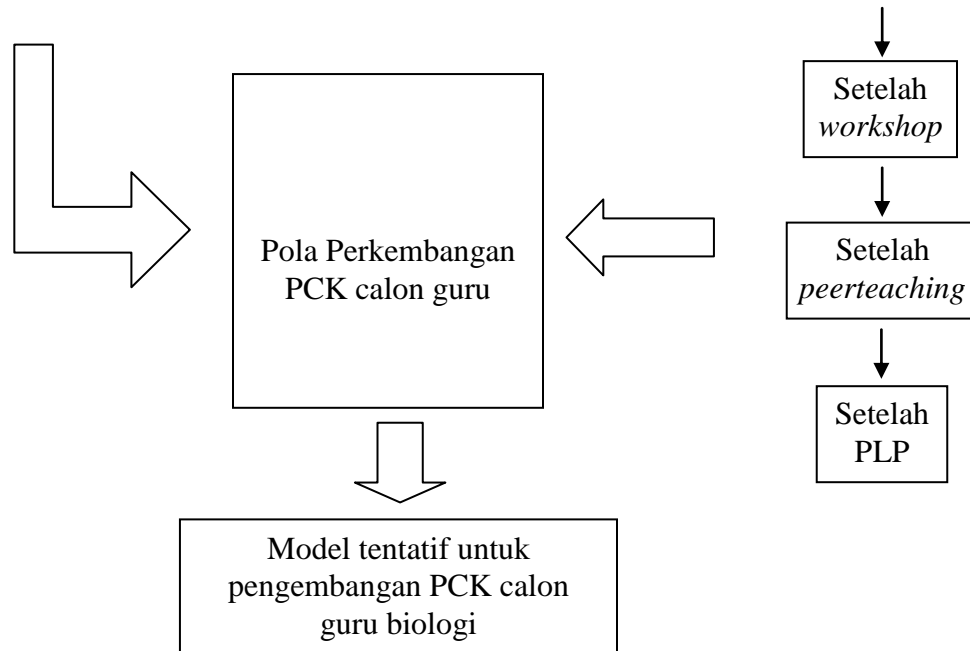 Setelah
workshop
Setelah
peerteaching
Setelah
PLP
Pola Perkembangan
PCK calon guru
Model tentatif untuk
pengembangan PCK calon
guru biologi